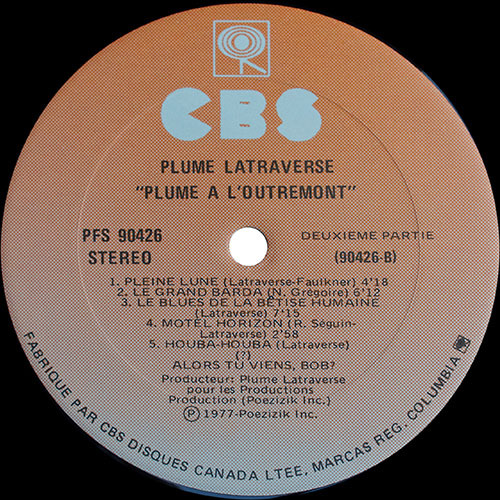 CBS
PLUME LATRAVERSE
"PLUME A L'OUTREMONT"
PFS 90426
STEREO
DEUXIEME PARTIE
(90426-B)
1. PLEINE LUNE (Latraverse-Faulkner) 4'18
2. LE GRAND BARDA (N. Grégoire) 6'12
3. LE BLUES DE LA BÊTISE HUMAINE
(Latraverse) 7'15
4. MOTEL HORIZON (R. Séguin-
Latraverse) 2'58
5. HOUBA-HOUBA (Latraverse)
(?)
ALORS TU VIENS, BOB?
Producteur: Plume Latraverse
pour les Productions
Production (Poezizik Inc.)
Ⓟ 1977-Poezizik Inc.
FABRIQUE PAR CBS DISQUES CANADA LTEE, MARCAS REG. COLUMBIA